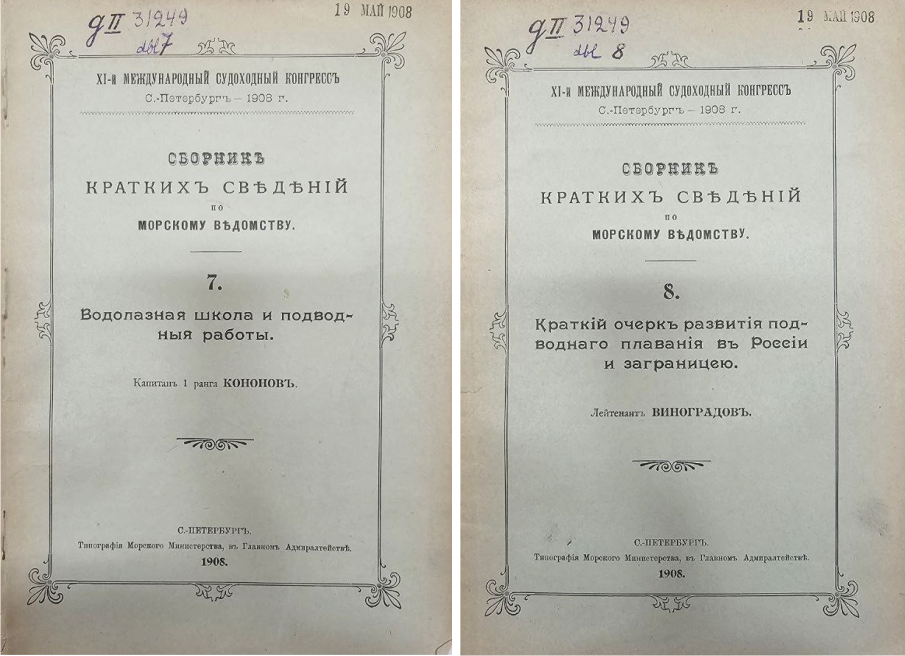 дII 31249
дбл 7
19 МАЙ 1908
XI-й МЕЖДУНАРОДНЫЙ СУДОХОДНЫЙ КОНГРЕССЪ
С.-Петербургъ — 1908 г.
СБОРНИКЪ
КРАТКИХЪ СВѢДѢНІЙ
ПО
МОРСКОМУ ВѢДОМСТВУ.
7.
Водолазная школа и подвод-
ныя работы.
Капитанъ 1 ранга КОНОНОВЪ.
С.-ПЕТЕРБУРГЪ.
Типографія Морского Министерства, въ Главномъ Адмиралтействѣ.
1908.
дII 31249
дбл 8
19 МАЙ 1908
XI-й МЕЖДУНАРОДНЫЙ СУДОХОДНЫЙ КОНГРЕССЪ
С.-Петербургъ — 1908 г.
СБОРНИКЪ
КРАТКИХЪ СВѢДѢНІЙ
ПО
МОРСКОМУ ВѢДОМСТВУ.
8.
Краткій очеркъ развитія под-
воднаго плаванія въ Россіи
и заграницею.
Лейтенантъ ВИНОГРАДОВЪ.
С.-ПЕТЕРБУРГЪ.
Типографія Морского Министерства, въ Главномъ Адмиралтействѣ.
1908.